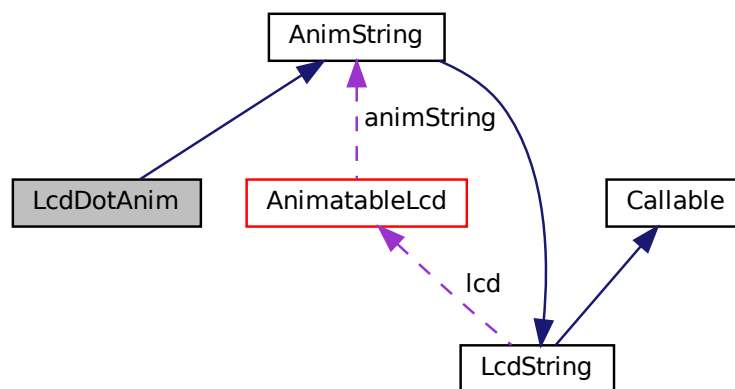 AnimString
animString
LcdDotAnim
AnimatableLcd
Callable
lcd
LcdString